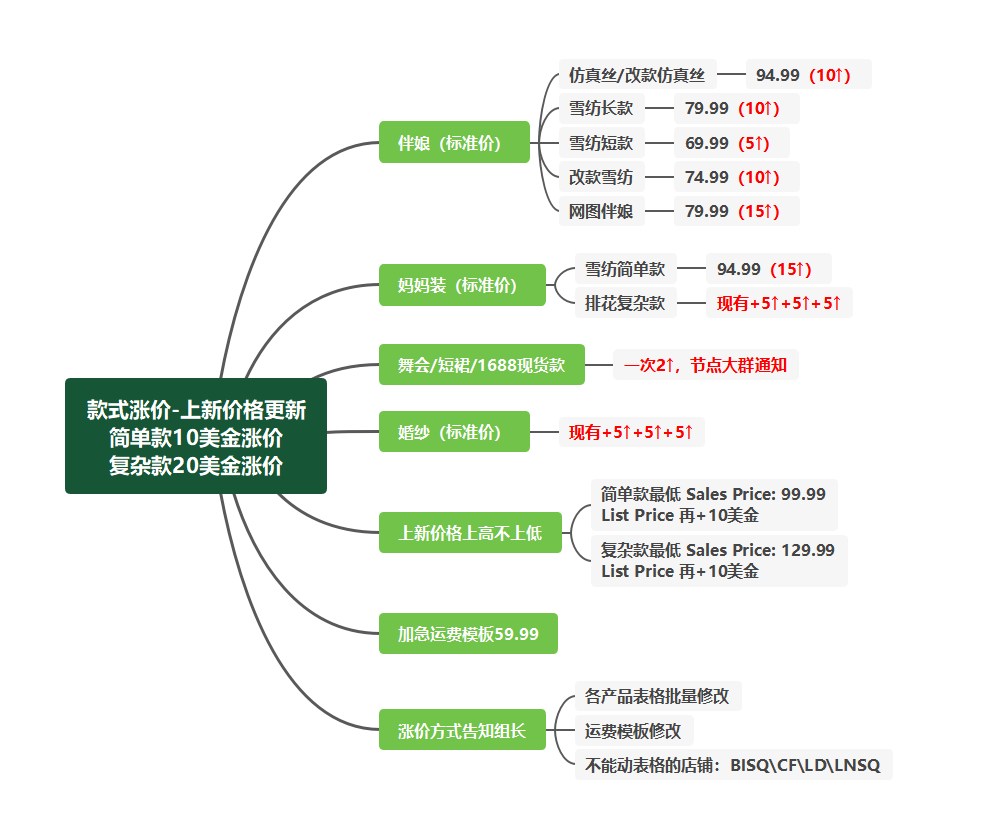 款式涨价-上新价格更新
简单款10美金涨价
复杂款20美金涨价
伴娘（标准价）
仿真丝/改款仿真丝
94.99（10↑）
雪纺长款
79.99（10↑）
雪纺短款
69.99（5↑）
改款雪纺
74.99（10↑）
网图伴娘
79.99（15↑）
妈妈装（标准价）
雪纺简单款
94.99（15↑）
排花复杂款
现有+5↑+5↑+5↑
舞会/短裙/1688现货款
一次2↑，节点大群通知
婚纱（标准价）
现有+5↑+5↑+5↑
上新价格上高不上低
简单款最低 Sales Price: 99.99
List Price 再+10美金
复杂款最低 Sales Price: 129.99
List Price 再+10美金
加急运费模板59.99
涨价方式告知组长
各产品表格批量修改
运费模板修改
不能动表格的店铺：BISQ\CF\LD\LNSQ